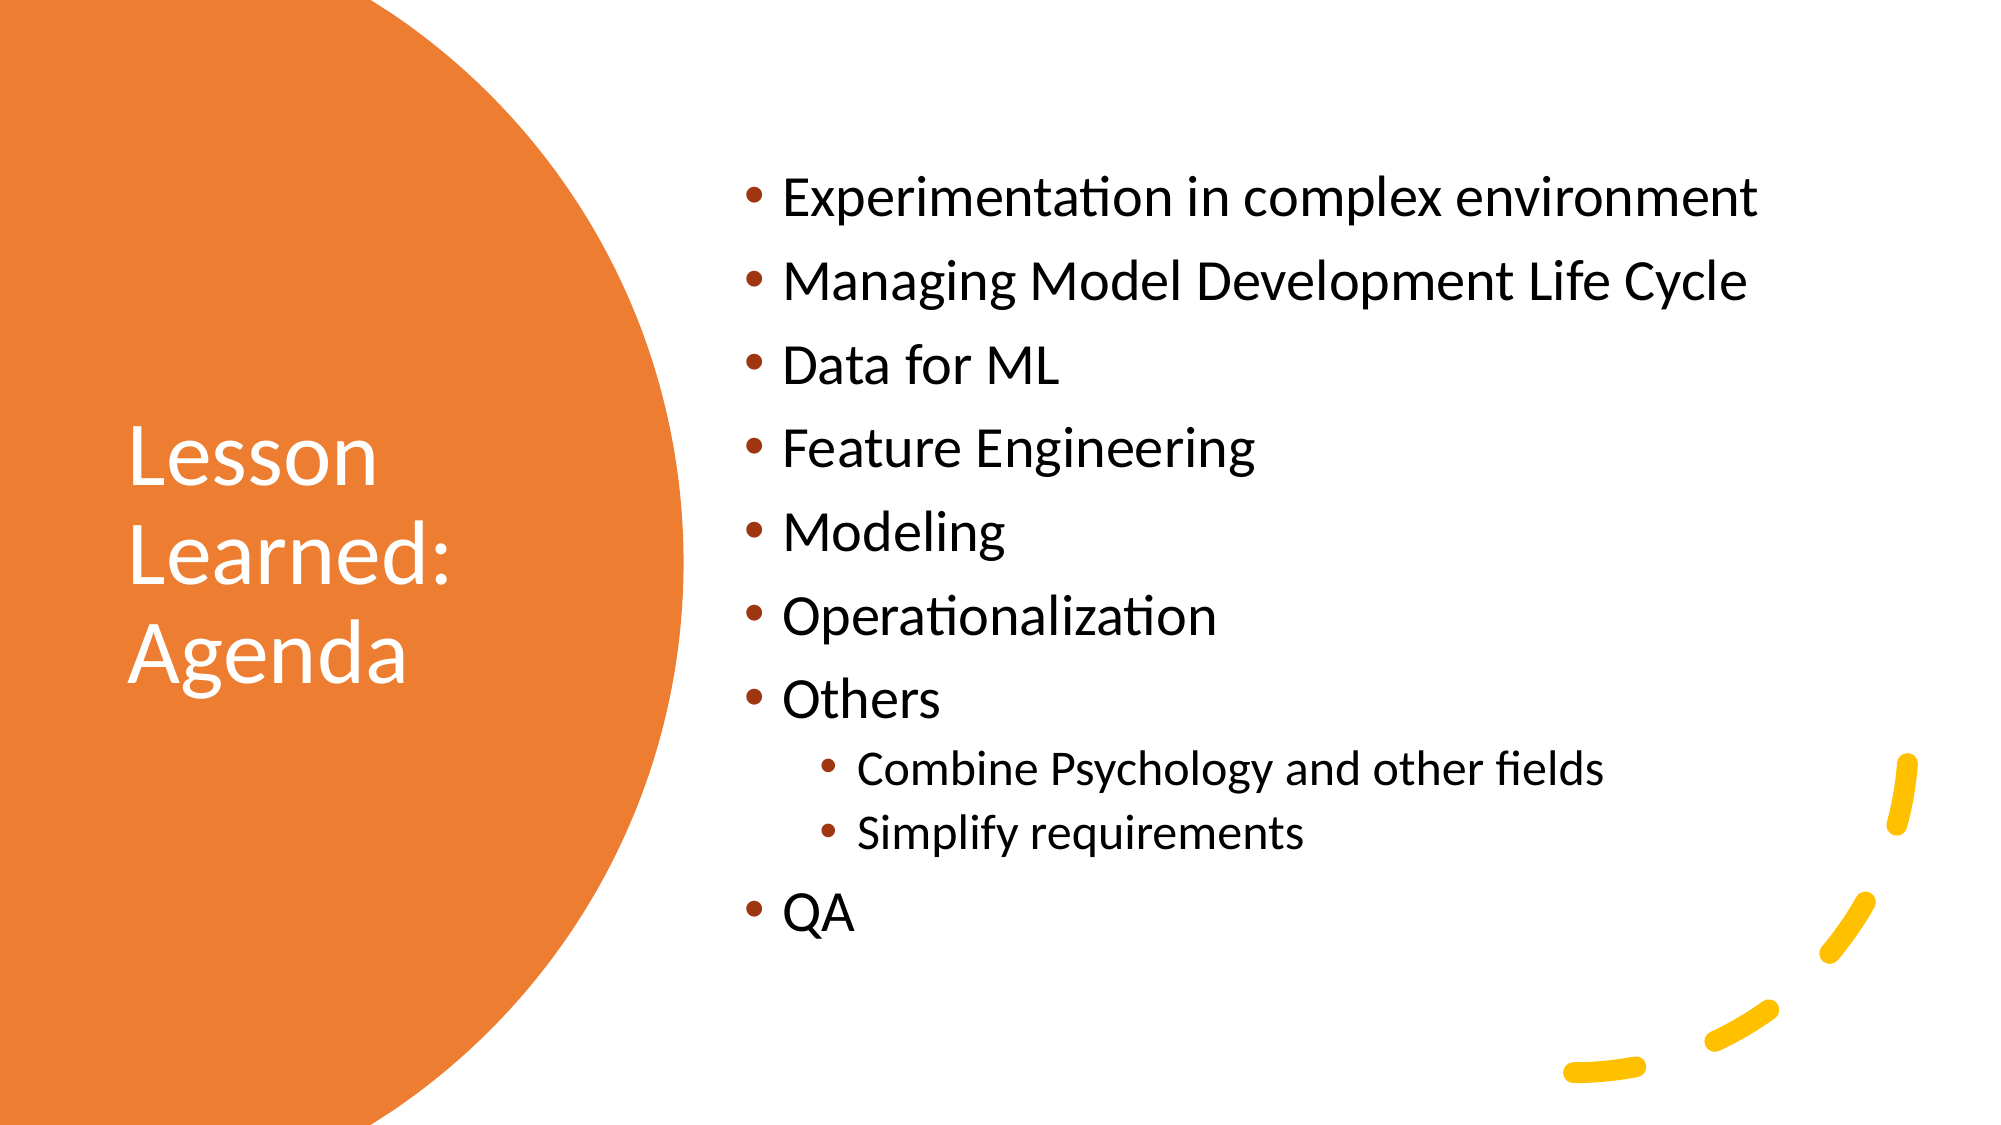 Lesson
Learned:
Agenda
• Experimentation in complex environment
• Managing Model Development Life Cycle
• Data for ML
• Feature Engineering
• Modeling
• Operationalization
• Others
• Combine Psychology and other fields
• Simplify requirements
• QA